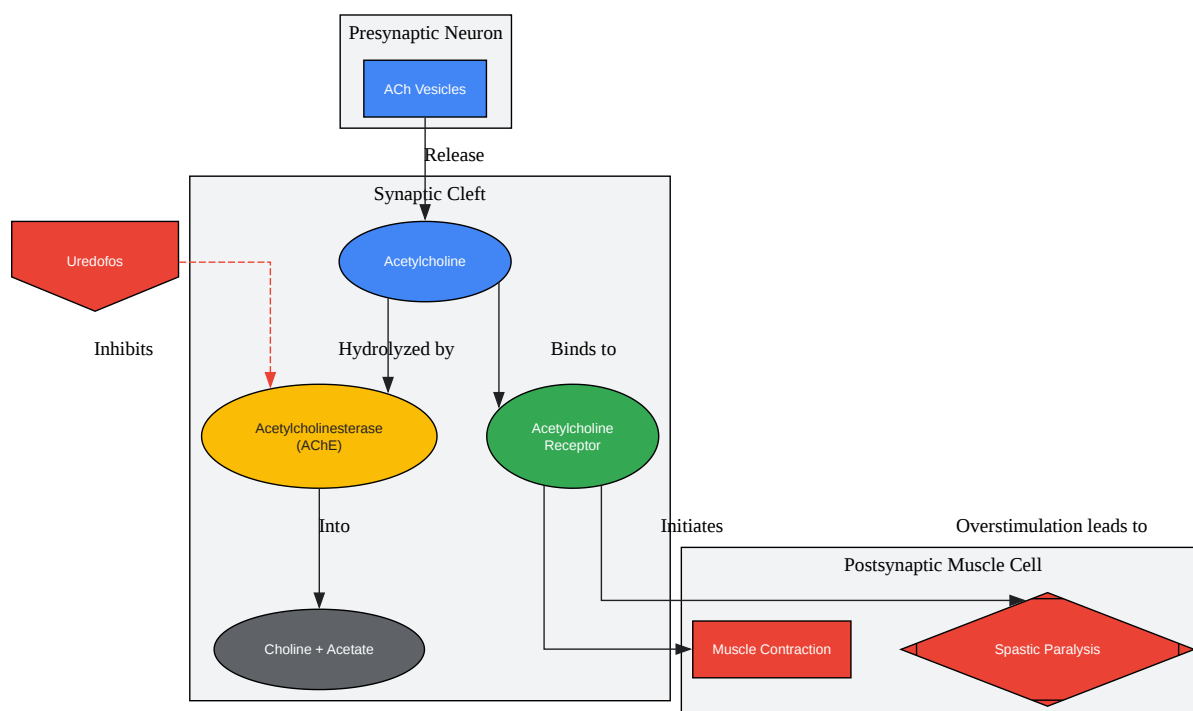 Presynaptic Neuron
ACh Vesicles
Release
Synaptic Cleft
Uredofos
Acetylcholine
Inhibits
Hydrolyzed by
Binds to
Acetylcholinesterase
(AChE)
Acetylcholine
Receptor
Into
Initiates
Overstimulation leads to
Postsynaptic Muscle Cell
Choline + Acetate
Muscle Contraction
Spastic Paralysis